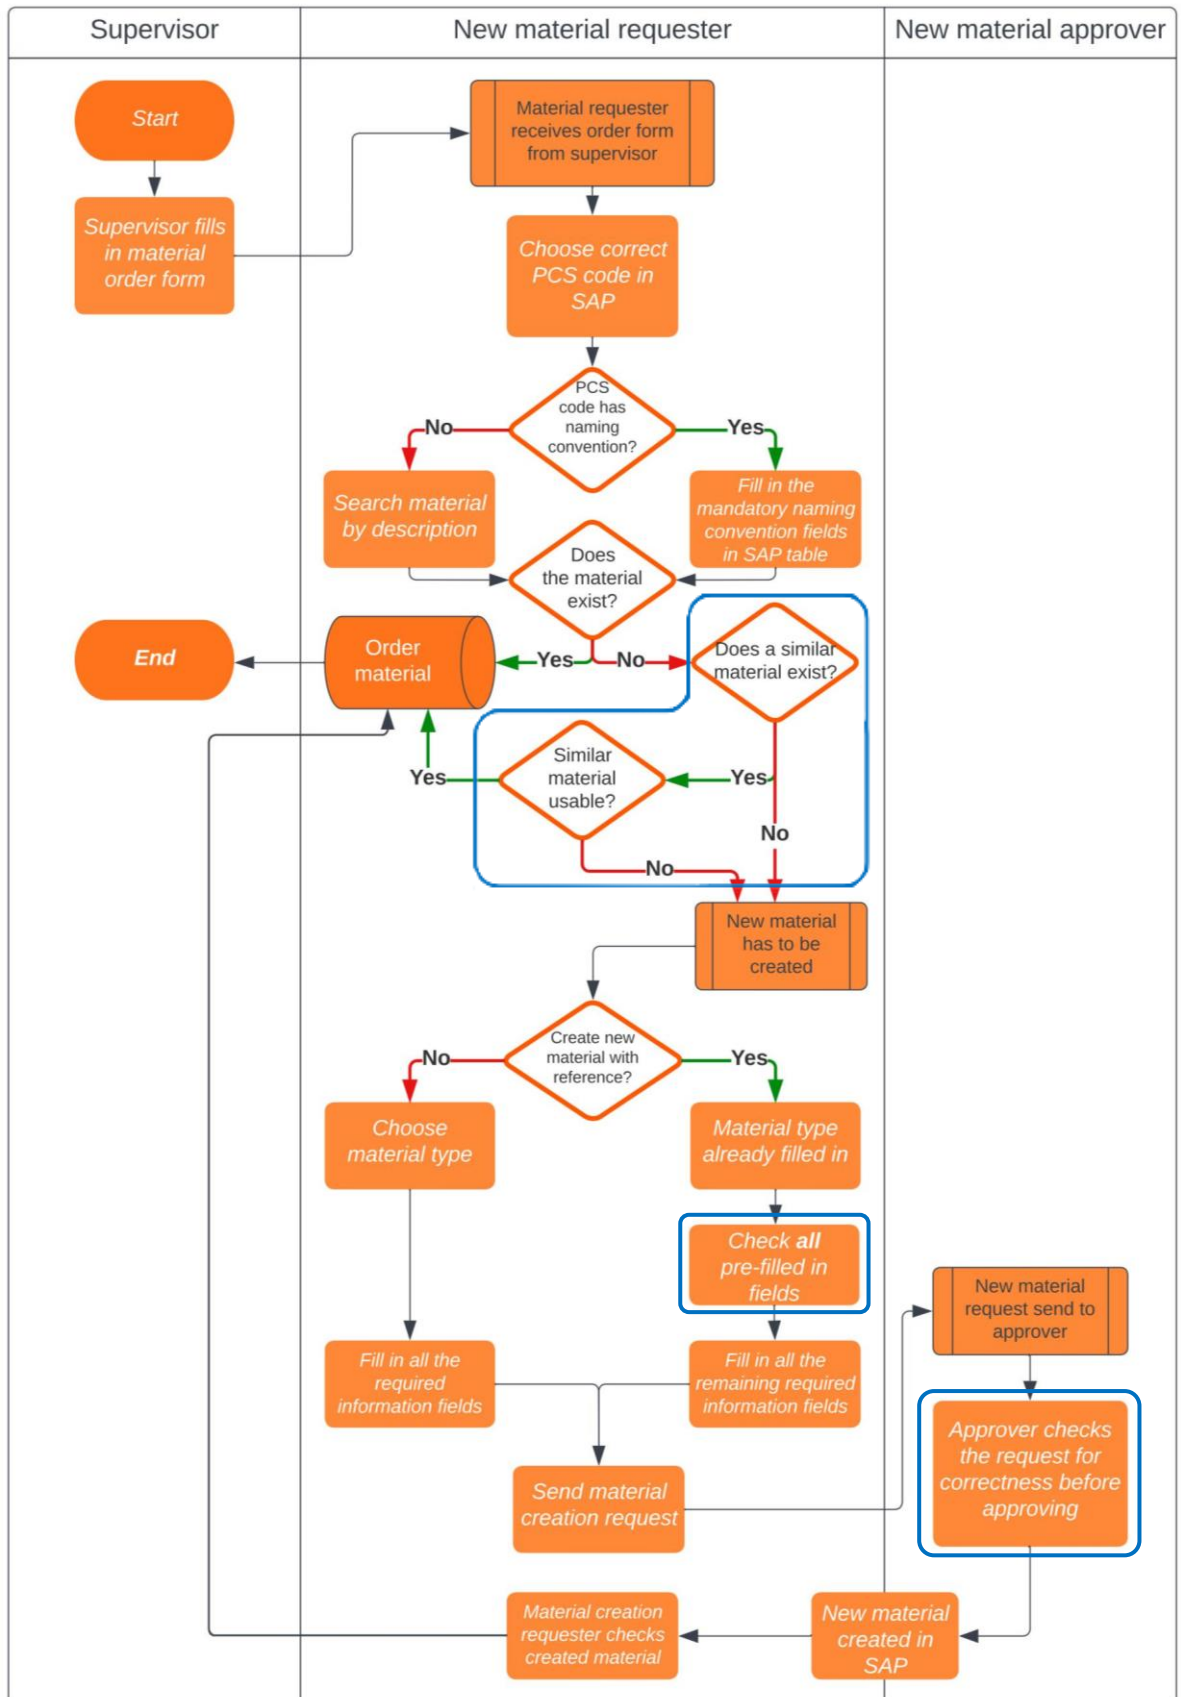 Supervisor
New material requester
New material approver
Start
Supervisor fills
in material
order form
Material requester
receives order form
from supervisor
Choose correct
PCS code in
SAP
PCS
code has
naming
convention?
No
Yes
Search material
by description
Fill in the
mandatory naming
convention fields
in SAP table
Does
the material
exist?
End
Order
material
Yes
No
Does a similar
material exist?
Similar
material
usable?
Yes
Yes
No
No
New material
has to be
created
Create new
material with
reference?
No
Yes
Choose
material type
Material type
already filled in
Check all
pre-filled in
fields
New material
request send to
approver
Fill in all the
required
information fields
Fill in all the
remaining required
information fields
Approver checks
the request for
correctness before
approving
Send material
creation request
Material creation
requester checks
created material
New material
created in
SAP